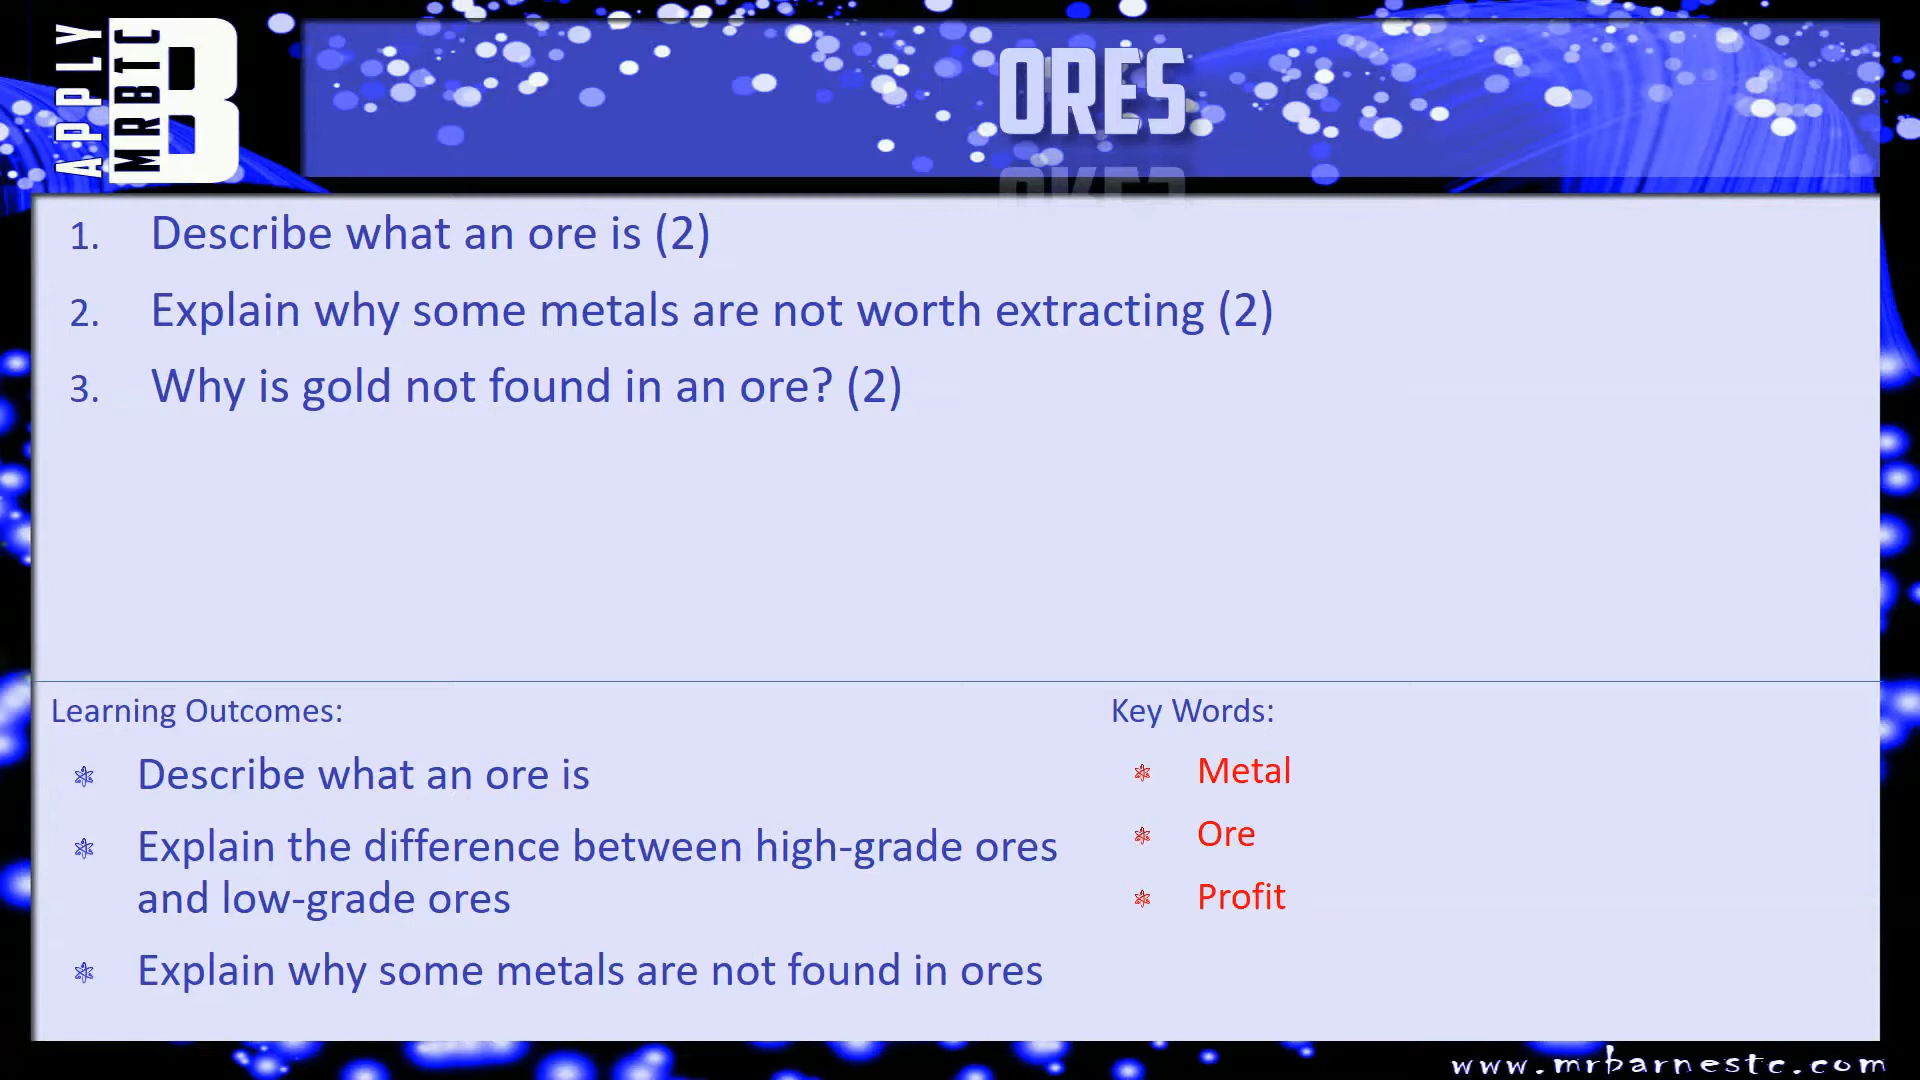 APPLY
MRBTC
B
ORES
1. Describe what an ore is (2)
2. Explain why some metals are not worth extracting (2)
3. Why is gold not found in an ore? (2)
Learning Outcomes:
Describe what an ore is
Explain the difference between high-grade ores
and low-grade ores
Explain why some metals are not found in ores
Key Words:
Metal
Ore
Profit
www.mrbarnestc.com